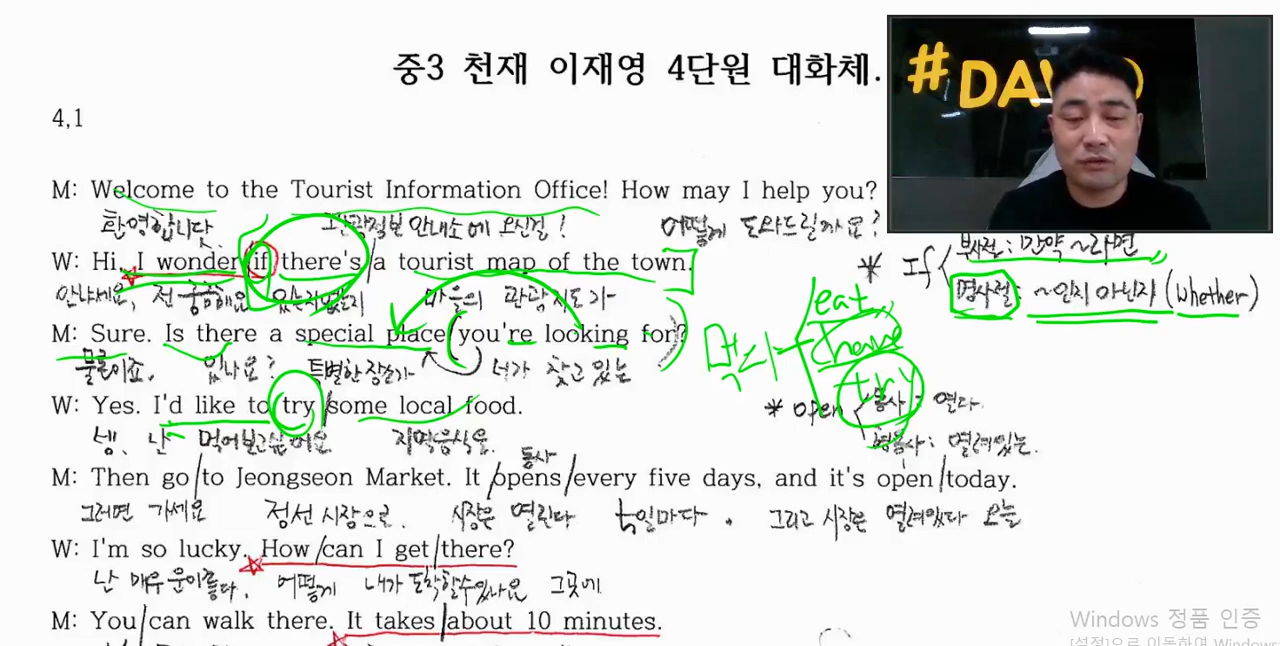 중3 천재 이재영 4단원 대화체.
#DAV
4,1
M: Welcome to the Tourist Information Office! How may I help you?
환영합니다. 관광정보 안내소에 오신걸! 어떻게 도와드릴까요?
* If 부사절: 만약 ~라면
명사절: ~인지 아닌지 (whether)
W: Hi, I wonder if there's / a tourist map of the town.
안녕하세요, 전 궁금해요 있는지없는지 마을의 관광지도가
M: Sure. Is there a special place (you're looking for?)
물론이죠. 있나요? 특별한 장소가 너가 찾고 있는
먹다 eat
have
try
W: Yes. I'd like to try / some local food.
네. 난 먹어보고싶어요 지역음식을
* open 동사: 열다.
형용사: 열려있는.
동사
M: Then go / to Jeongseon Market. It / opens / every five days, and it's open / today.
그러면 가세요 정선 시장으로. 시장은 열린다 5일마다. 그리고 시장은 열려있다 오늘
W: I'm so lucky. How / can I get / there?
난 매우 운이좋다. 어떻게 내가 도착할수있나요 그곳에
M: You / can walk there. It takes / about 10 minutes.
Windows 정품 인증
[설정]으로 이동하여 Windows